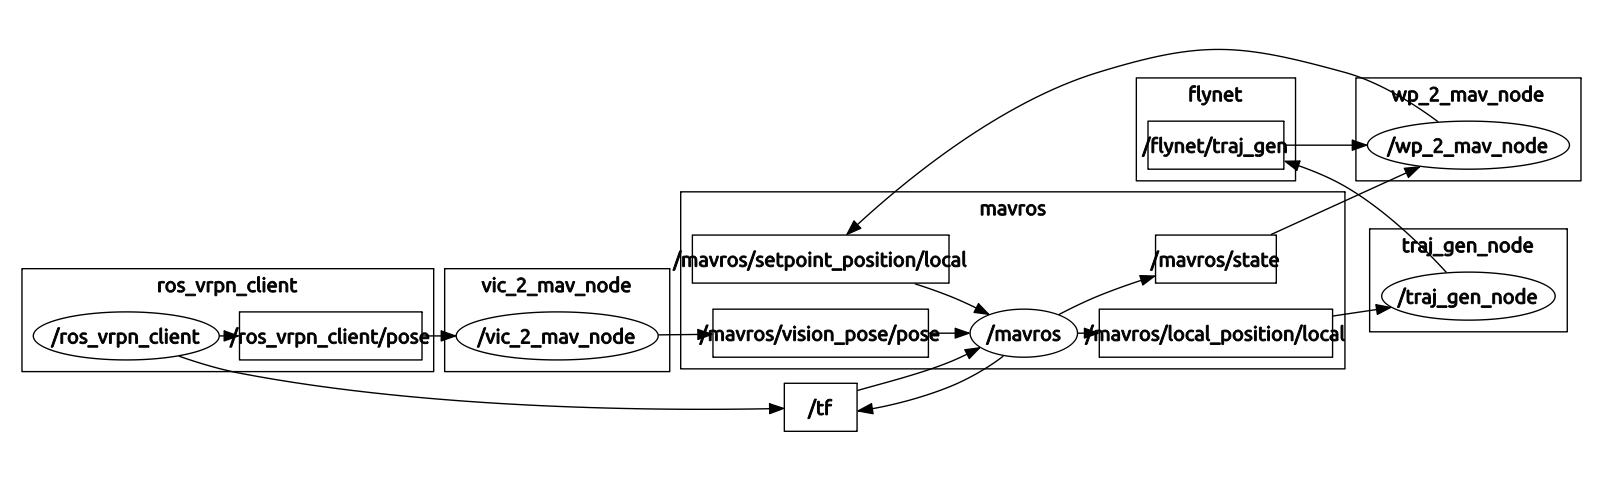 flynet
wp_2_mav_node
/flynet/traj_gen
/wp_2_mav_node
mavros
traj_gen_node
/mavros/setpoint_position/local
/mavros/state
ros_vrpn_client
vic_2_mav_node
/traj_gen_node
/ros_vrpn_client
/ros_vrpn_client/pose
/vic_2_mav_node
/mavros/vision_pose/pose
/mavros
/mavros/local_position/local
/tf